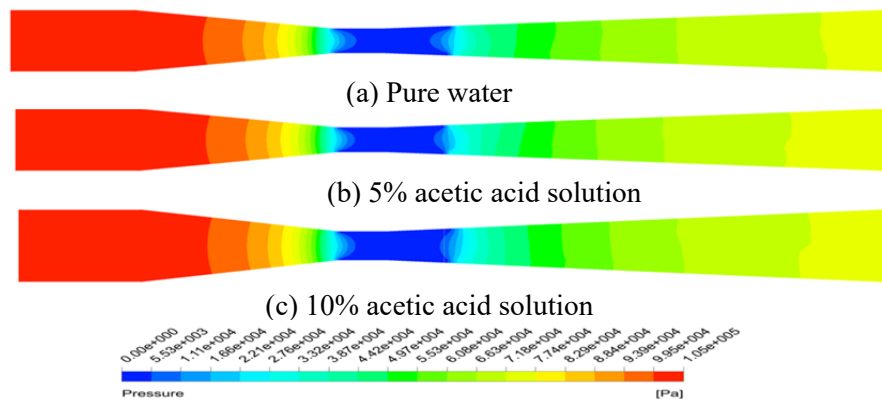 (a) Pure water
(b) 5% acetic acid solution
(c) 10% acetic acid solution
0.00e+000 5.53e+003 1.11e+004 1.66e+004 2.21e+004 2.76e+004 3.32e+004 3.87e+004 4.42e+004 4.97e+004 5.53e+004 6.08e+004 6.63e+004 7.18e+004 7.74e+004 8.29e+004 8.84e+004 9.39e+004 9.95e+004 1.05e+005
Pressure [Pa]